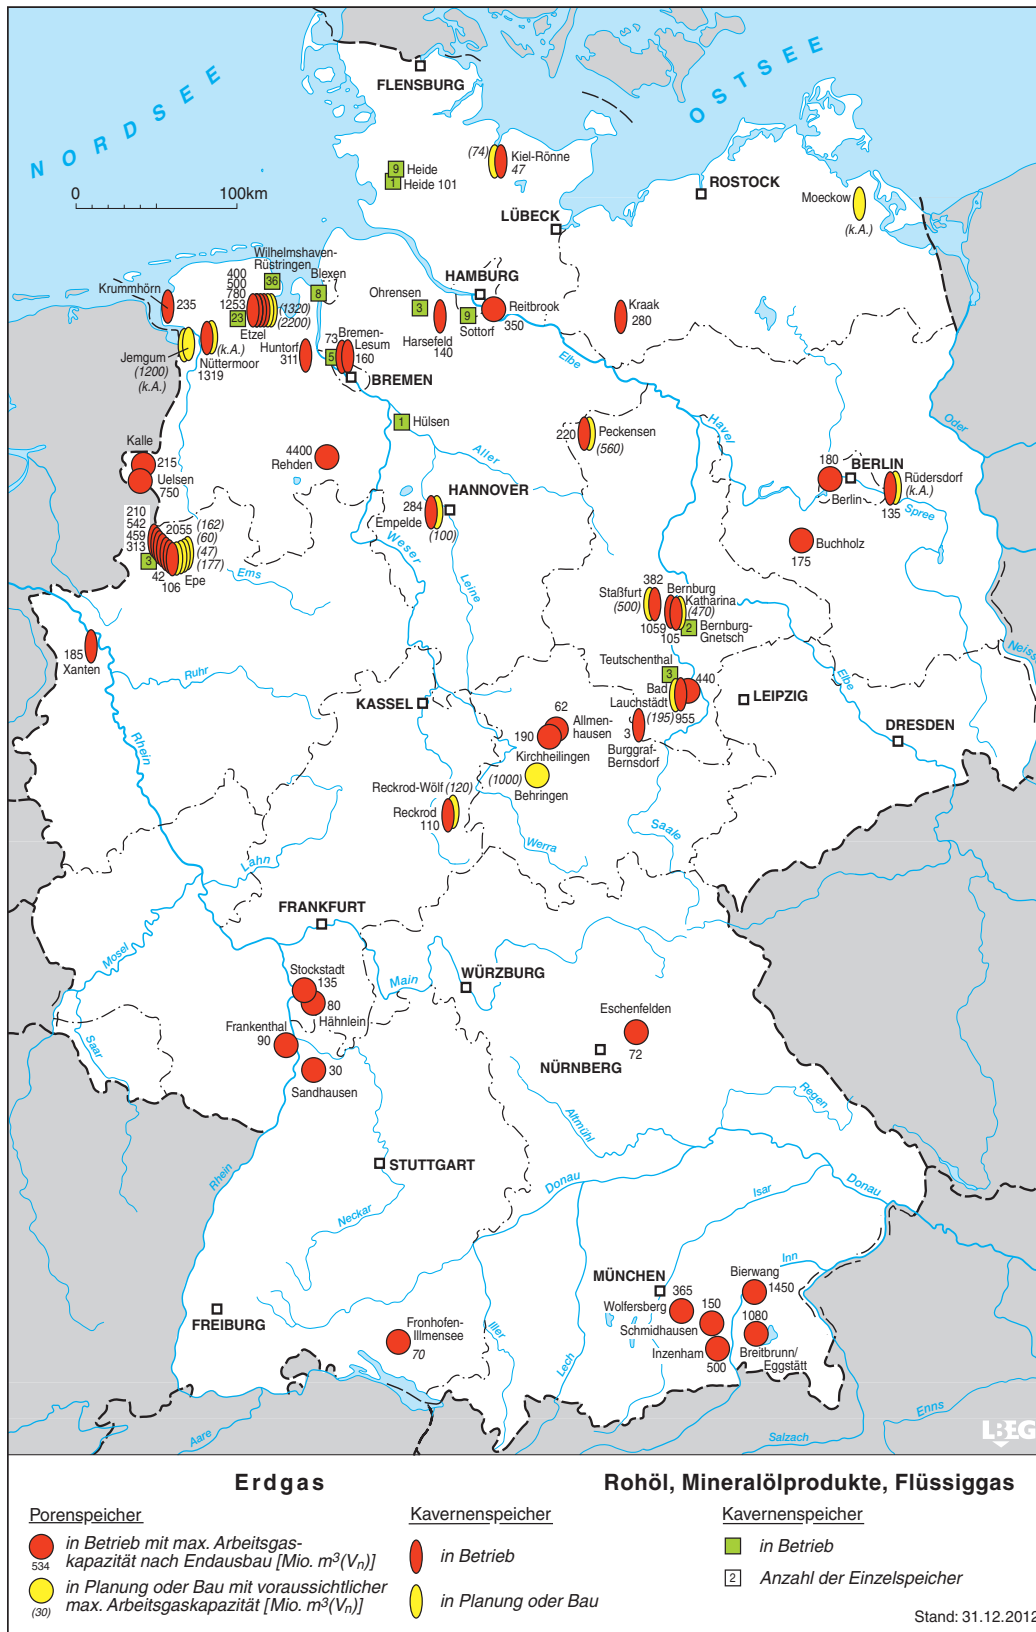 NORDSEE
OSTSEE
FLENSBURG
(74)
Kiel-Rönne
47
9
Heide
1
Heide 101
0
100km
ROSTOCK
Moeckow
(k.A.)
LÜBECK
Wilhelmshaven-
Rüstringen
36
Blexen
8
400
500
780
1253
23
Etzel
(1320)
(2200)
Krummhörn
235
HAMBURG
Ohrensen
3
9
Sottorf
Reitbrook
350
Harsefeld
140
Kraak
280
Jemgum
(1200)
(k.A.)
(k.A.)
Nüttermoor
1319
Huntorf
311
73
Bremen-
Lesum
160
5
BREMEN
Elbe
Havel
Oder
1
Hülsen
Aller
220
Peckensen
(560)
Kalle
215
Uelsen
750
4400
Rehden
180
BERLIN
Berlin
Rüdersdorf
(k.A.)
135
Spree
HANNOVER
284
Empelde
(100)
Weser
Leine
210
542
459
313
2055
(162)
(60)
(47)
(177)
3
42
106
Epe
Ems
Buchholz
175
Staßfurt
(500)
382
Bernburg
Katharina
(470)
1059
105
2
Bernburg-
Gnetsch
Neisse
185
Xanten
Ruhr
Teutschenthal
3
440
Bad
Lauchstädt
(195)
955
LEIPZIG
Elbe
DRESDEN
KASSEL
62
Allmen-
hausen
190
Kirchheilingen
3
Burggraf-
Bernsdorf
(1000)
Behringen
Rhein
Reckrod-Wölf (120)
Reckrod
110
Werra
Saale
Lahn
FRANKFURT
Mosel
Main
WÜRZBURG
Stockstadt
135
80
Hähnlein
Eschenfelden
72
Frankenthal
90
30
Sandhausen
Saar
NÜRNBERG
Regen
Altmühl
STUTTGART
Rhein
Neckar
Donau
Isar
Donau
Inn
MÜNCHEN
Bierwang
1450
365
Wolfersberg
150
Schmidhausen
1080
Breitbrunn/
Eggstätt
Inzenham
500
FREIBURG
Fronhofen-
Illmensee
70
Iller
Lech
Aare
Salzach
Enns
LBEG
Erdgas
Rohöl, Mineralölprodukte, Flüssiggas
Porenspeicher
Kavernenspeicher
Kavernenspeicher
534
in Betrieb mit max. Arbeitsgas-
kapazität nach Endausbau [Mio. m³(Vn)]
in Betrieb
in Betrieb
(30)
in Planung oder Bau mit voraussichtlicher
max. Arbeitsgaskapazität [Mio. m³(Vn)]
in Planung oder Bau
2
Anzahl der Einzelspeicher
Stand: 31.12.2012